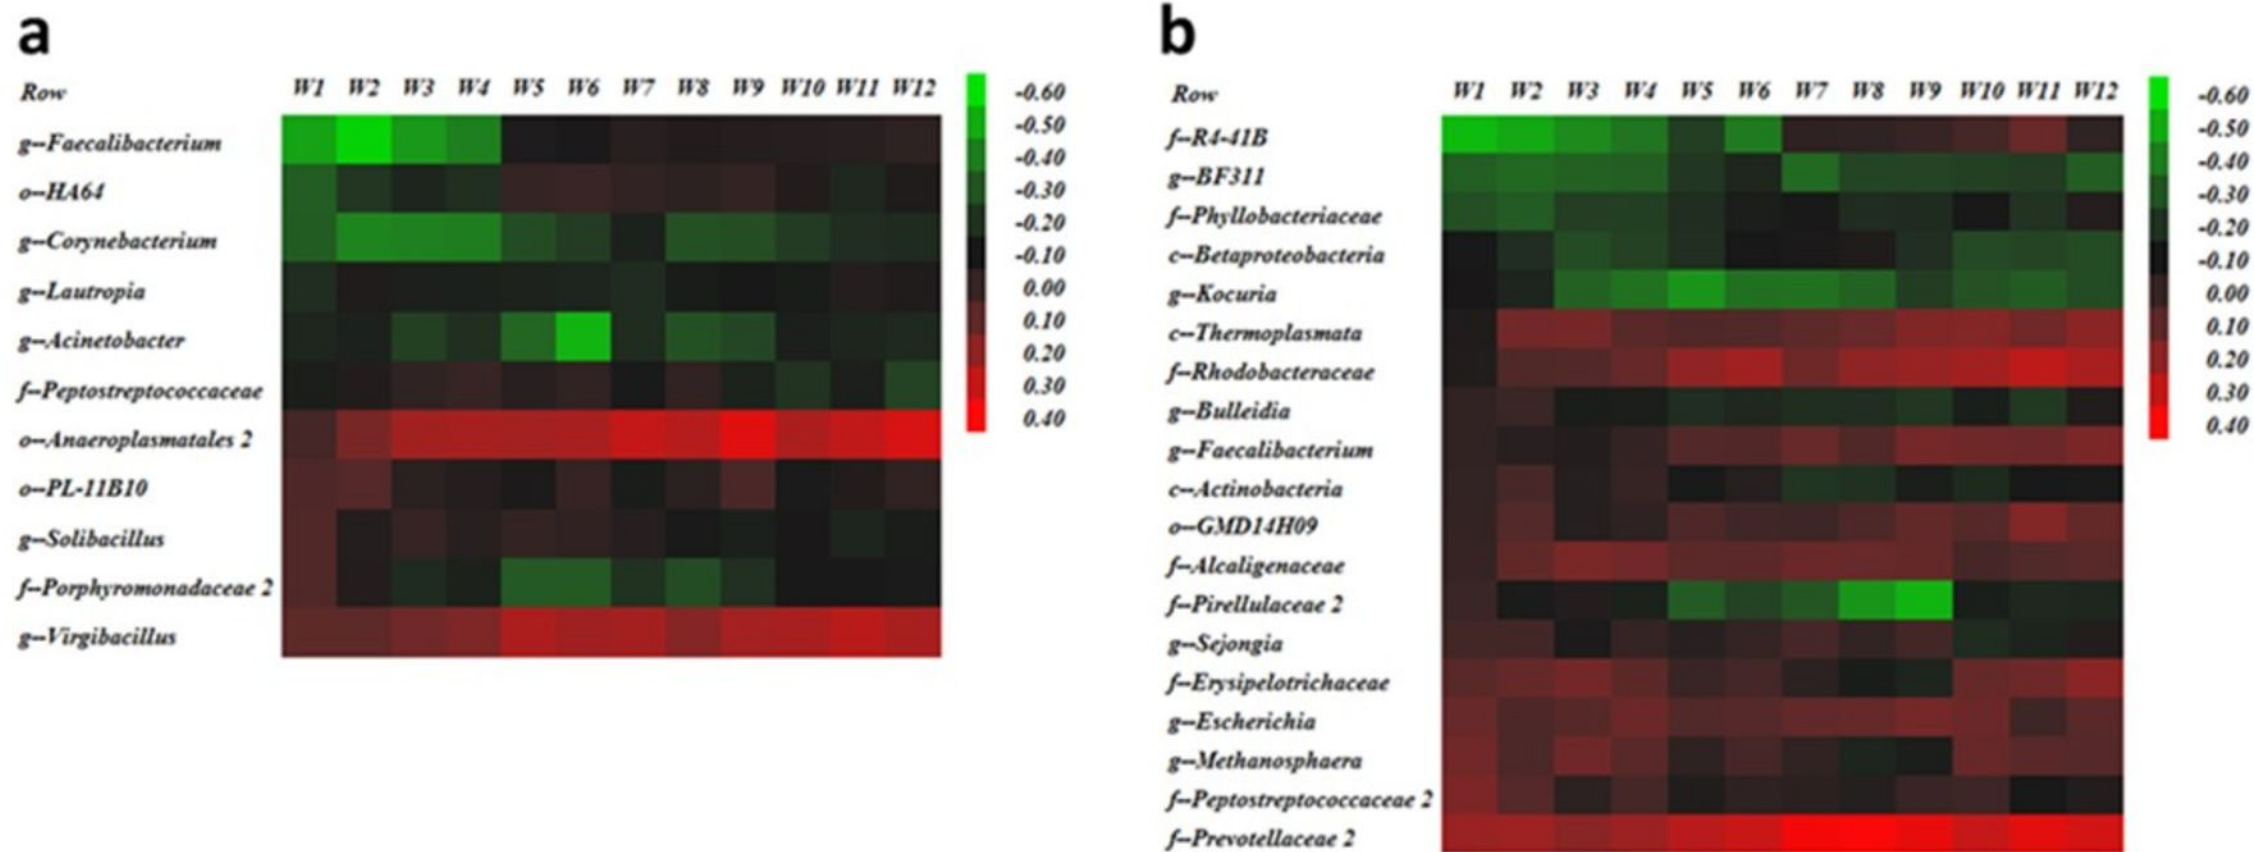 a
Row W1 W2 W3 W4 W5 W6 W7 W8 W9 W10 W11 W12
g--Faecalibacterium
o--HA64
g--Corynebacterium
g--Lautropia
g--Acinetobacter
f--Peptostreptococcaceae
o--Anaeroplasmatales 2
o--PL-11B10
g--Solibacillus
f--Porphyromonadaceae 2
g--Virgibacillus
-0.60
-0.50
-0.40
-0.30
-0.20
-0.10
0.00
0.10
0.20
0.30
0.40
b
Row W1 W2 W3 W4 W5 W6 W7 W8 W9 W10 W11 W12
f--R4-41B
g--BF311
f--Phyllobacteriaceae
c--Betaproteobacteria
g--Kocuria
c--Thermoplasmata
f--Rhodobacteraceae
g--Bulleidia
g--Faecalibacterium
c--Actinobacteria
o--GMD14H09
f--Alcaligenaceae
f--Pirellulaceae 2
g--Sejongia
f--Erysipelotrichaceae
g--Escherichia
g--Methanosphaera
f--Peptostreptococcaceae 2
f--Prevotellaceae 2
-0.60
-0.50
-0.40
-0.30
-0.20
-0.10
0.00
0.10
0.20
0.30
0.40